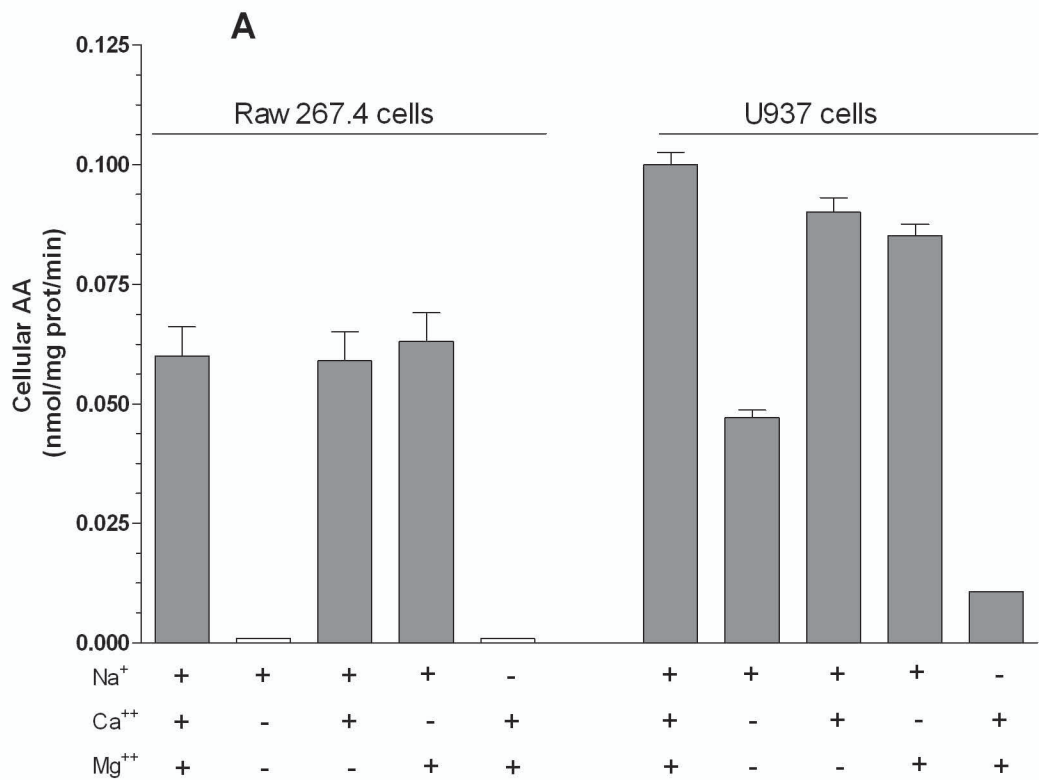 A
Raw 267.4 cells
U937 cells
Cellular AA
(nmol/mg prot/min)
0.125
0.100
0.075
0.050
0.025
0.000
Na⁺ + + + + - + + + + -
Ca⁺⁺ + - + - + + - + - +
Mg⁺⁺ + - - + + + - - + +